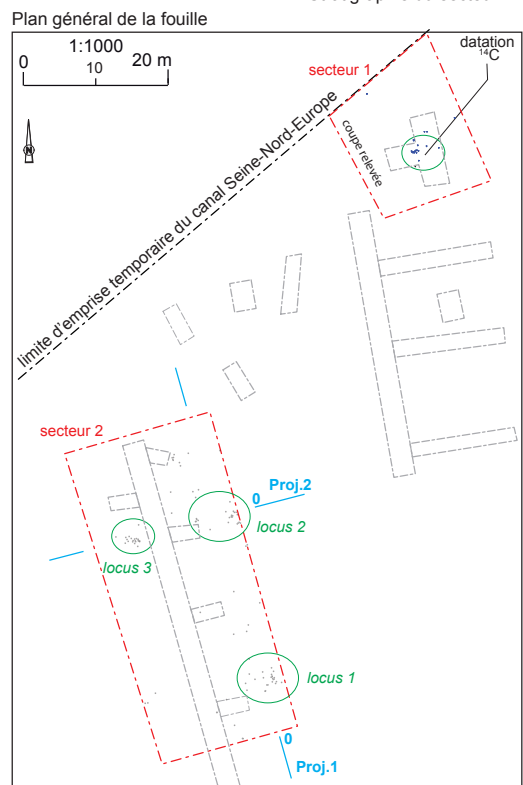 Plan général de la fouille
1:1000
0 10 20 m
N
secteur 1
datation
14C
coupe relevée
limite d'emprise temporaire du canal Seine-Nord-Europe
secteur 2
Proj.2
0
locus 2
locus 3
locus 1
0
Proj.1